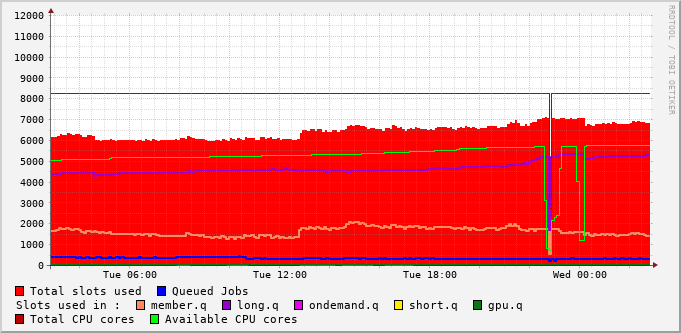 12000
11000
10000
9000
8000
7000
6000
5000
4000
3000
2000
1000
0
Tue 06:00 Tue 12:00 Tue 18:00 Wed 00:00
RRDTOOL / TOBI OETIKER
Total slots used Queued Jobs
Slots used in : member.q long.q ondemand.q short.q gpu.q
Total CPU cores Available CPU cores